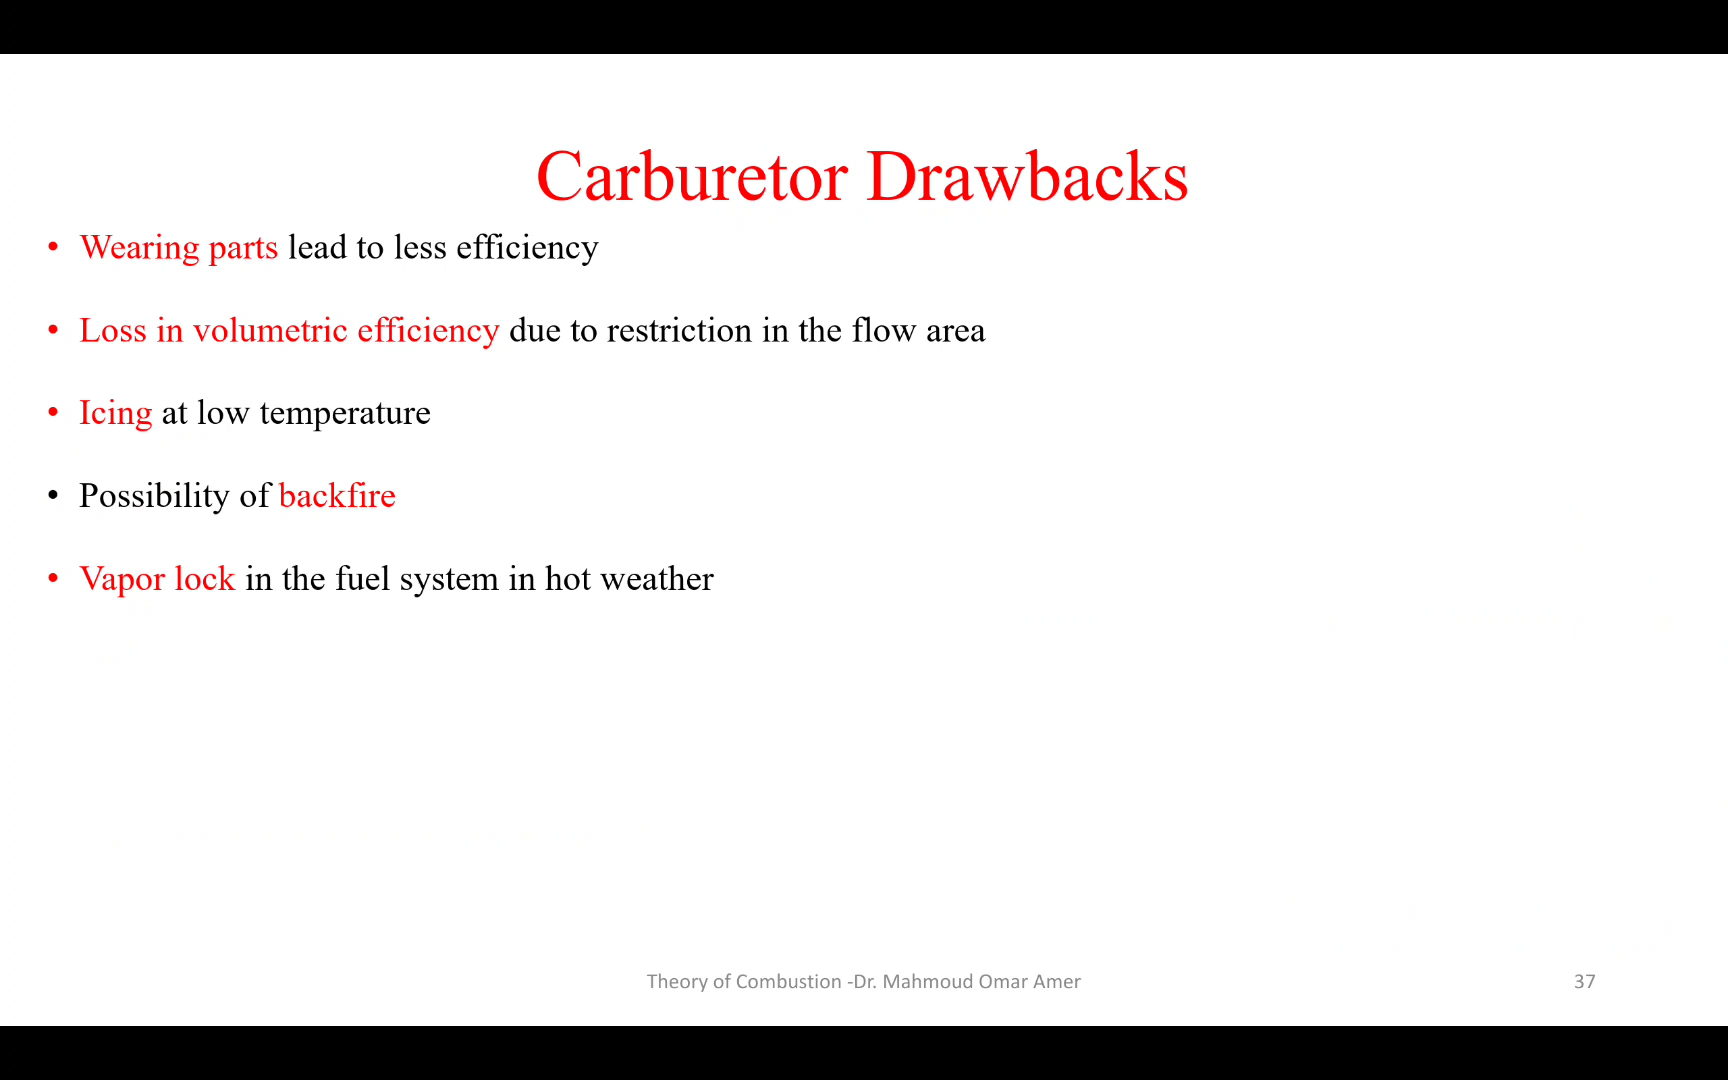 Carburetor Drawbacks
• Wearing parts lead to less efficiency
• Loss in volumetric efficiency due to restriction in the flow area
• Icing at low temperature
• Possibility of backfire
• Vapor lock in the fuel system in hot weather
Theory of Combustion -Dr. Mahmoud Omar Amer
37